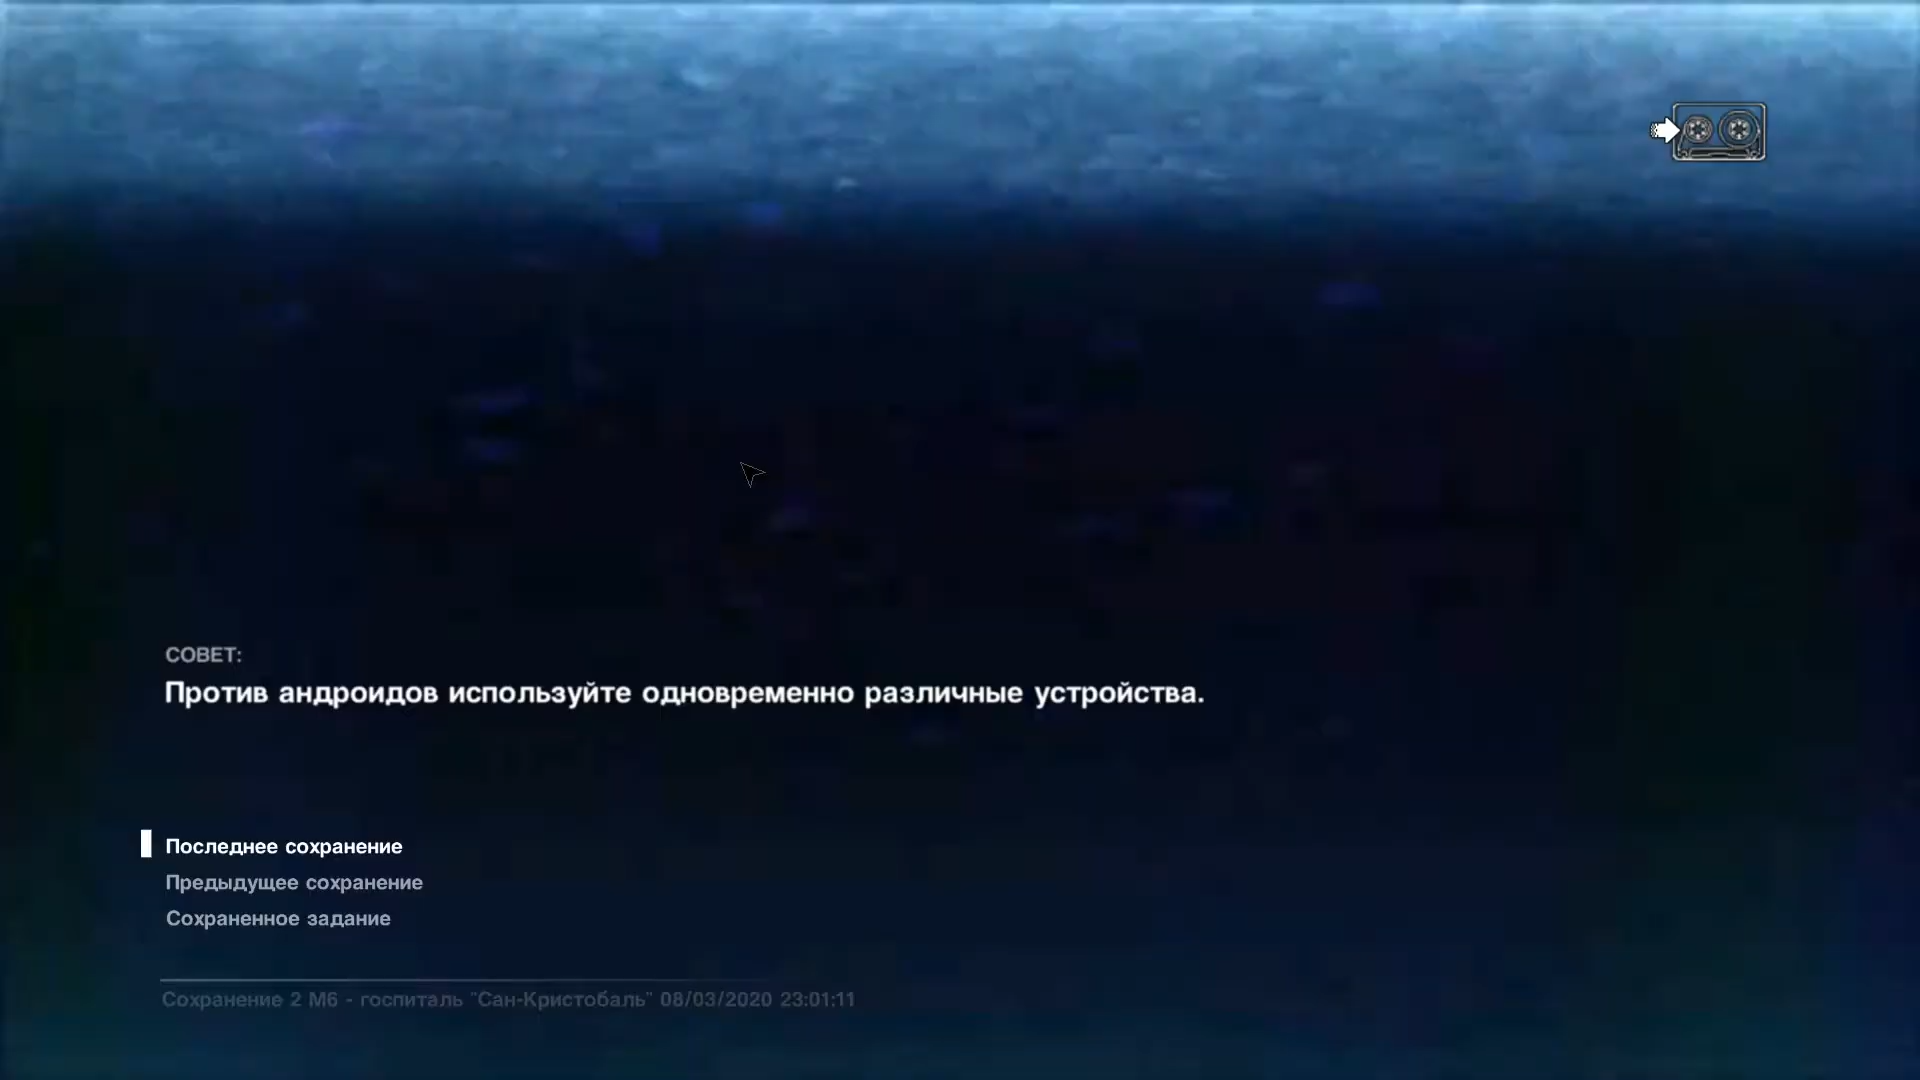 СОВЕТ:
Против андроидов используйте одновременно различные устройства.
Последнее сохранение
Предыдущее сохранение
Сохраненное задание
Сохранение 2 М6 - госпиталь "Сан-Кристобаль" 08/03/2020 23:01:11